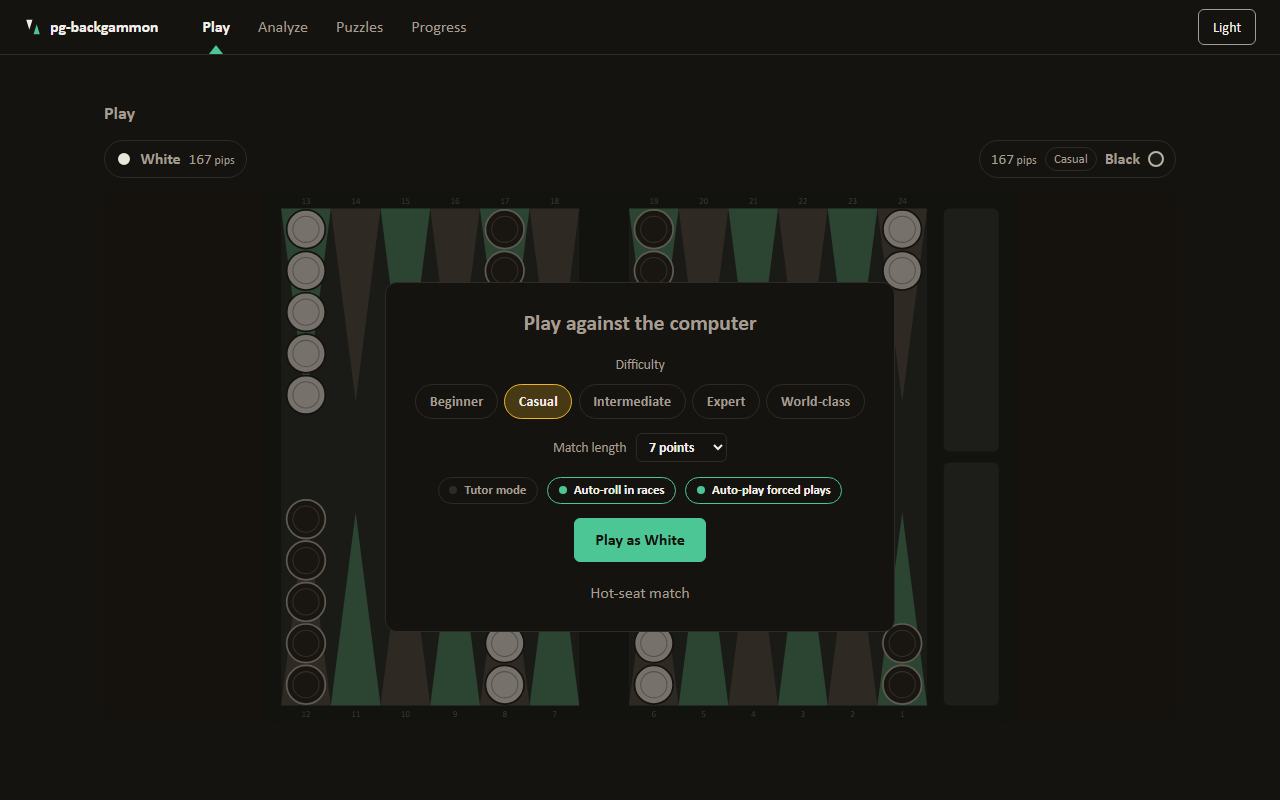 pg-backgammon Play Analyze Puzzles Progress Light
Play
White 167 pips 167 pips Casual Black
13 14 15 16 17 18 19 20 21 22 23 24
Play against the computer
Difficulty
Beginner Casual Intermediate Expert World-class
Match length 7 points
Tutor mode Auto-roll in races Auto-play forced plays
Play as White
Hot-seat match
12 11 10 9 8 7 6 5 4 3 2 1